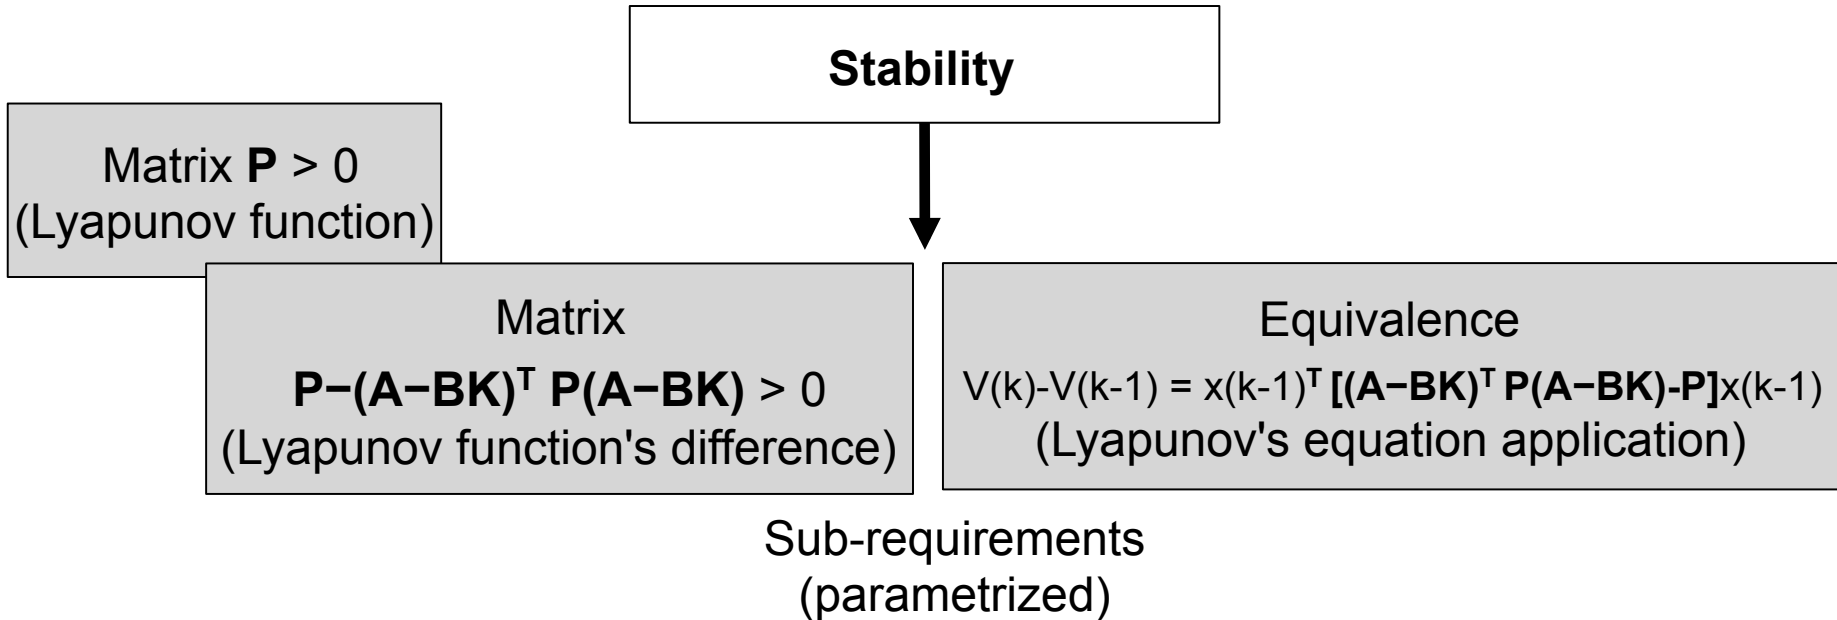 Stability
Matrix P > 0
(Lyapunov function)
Matrix
P−(A−BK)ᵀ P(A−BK) > 0
(Lyapunov function's difference)
Equivalence
V(k)-V(k-1) = x(k-1)ᵀ [(A−BK)ᵀ P(A−BK)-P]x(k-1)
(Lyapunov's equation application)
Sub-requirements
(parametrized)